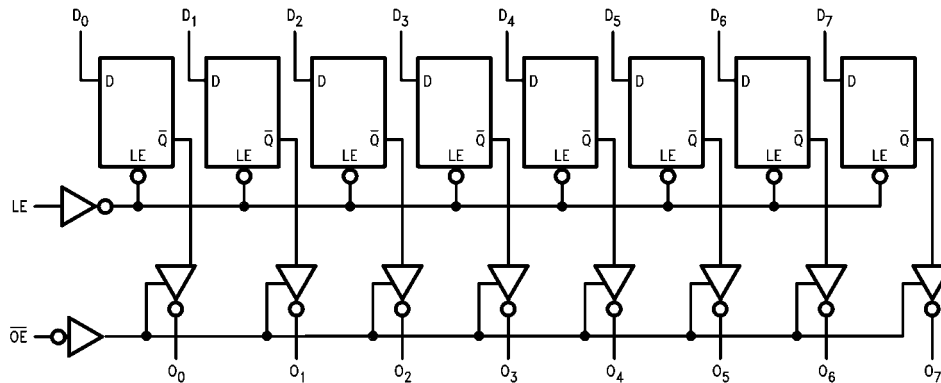 D₀ D₁ D₂ D₃ D₄ D₅ D₆ D₇
D D D D D D D D
Q̅ Q̅ Q̅ Q̅ Q̅ Q̅ Q̅ Q̅
LE LE LE LE LE LE LE LE
LE
O̅E̅
O₀ O₁ O₂ O₃ O₄ O₅ O₆ O₇